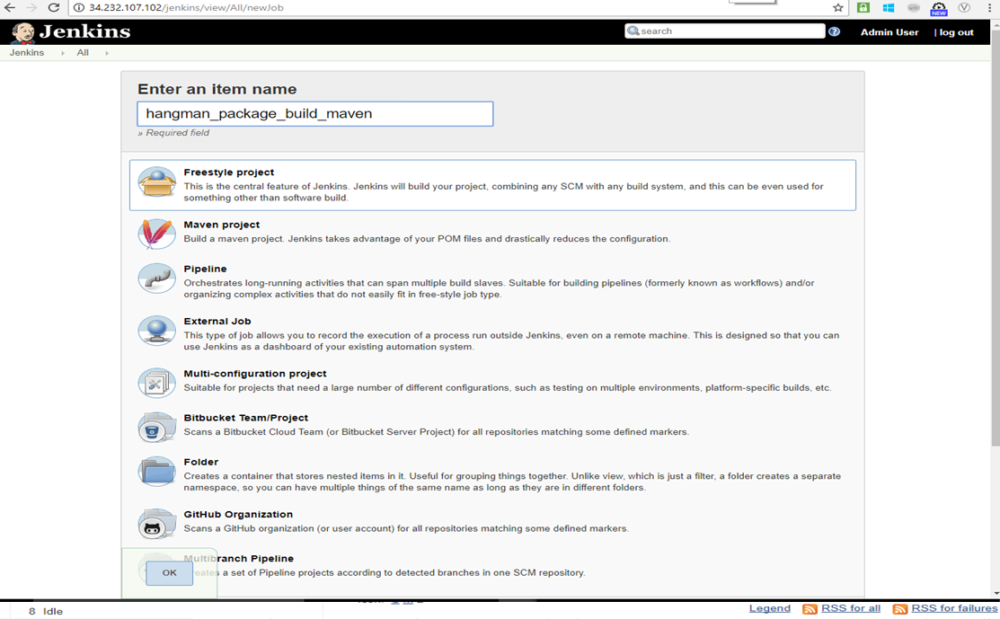 34.232.107.102/jenkins/view/All/newJob
NEW
Jenkins
search
Admin User
| log out
Jenkins
All
Enter an item name
hangman_package_build_maven
» Required field
Freestyle project
This is the central feature of Jenkins. Jenkins will build your project, combining any SCM with any build system, and this can be even used for
something other than software build.
Maven project
Build a maven project. Jenkins takes advantage of your POM files and drastically reduces the configuration.
Pipeline
Orchestrates long-running activities that can span multiple build slaves. Suitable for building pipelines (formerly known as workflows) and/or
organizing complex activities that do not easily fit in free-style job type.
External Job
This type of job allows you to record the execution of a process run outside Jenkins, even on a remote machine. This is designed so that you can
use Jenkins as a dashboard of your existing automation system.
Multi-configuration project
Suitable for projects that need a large number of different configurations, such as testing on multiple environments, platform-specific builds, etc.
Bitbucket Team/Project
Scans a Bitbucket Cloud Team (or Bitbucket Server Project) for all repositories matching some defined markers.
Folder
Creates a container that stores nested items in it. Useful for grouping things together. Unlike view, which is just a filter, a folder creates a separate
namespace, so you can have multiple things of the same name as long as they are in different folders.
GitHub Organization
Scans a GitHub organization (or user account) for all repositories matching some defined markers.
Multibranch Pipeline
OK
Creates a set of Pipeline projects according to detected branches in one SCM repository.
8 Idle
Legend
RSS for all
RSS for failures